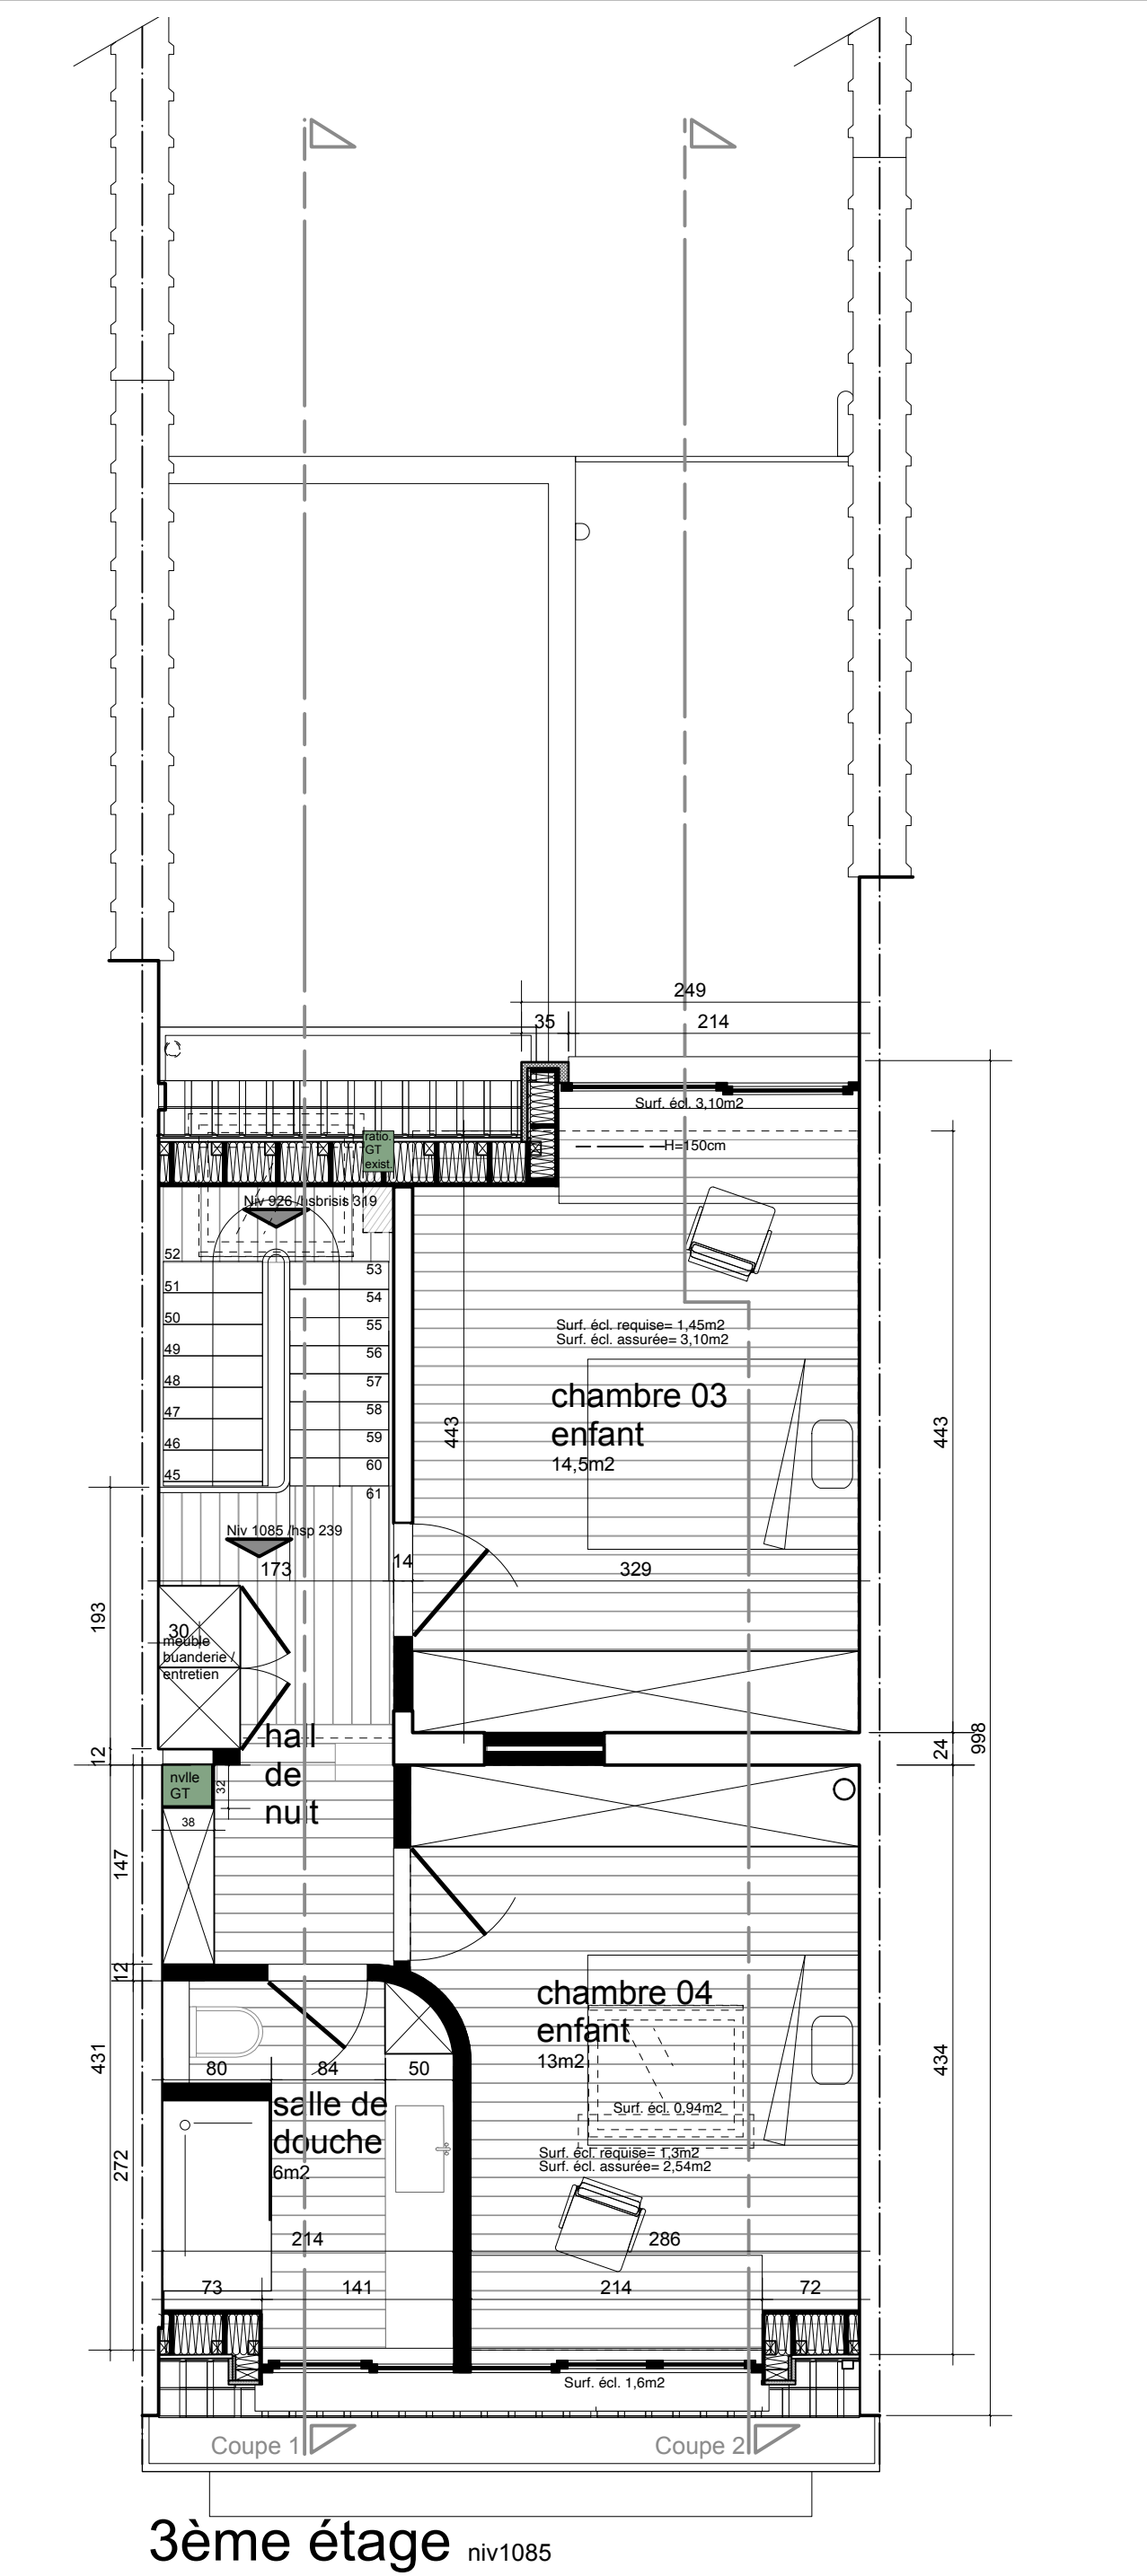 249
35
214
Surf. écl. 3,10m2
H=150cm
ratio.
GT
exist.
Niv 926 /hsbrisis 319
52
51
50
49
48
47
46
45
53
54
55
56
57
58
59
60
61
Surf. écl. requise= 1,45m2
Surf. écl. assurée= 3,10m2
chambre 03
enfant
14,5m2
443
443
Niv 1085 /hsp 239
173
14
329
193
30
meuble
buanderie /
entretien
hall
de
nuit
12
24
998
nvlle
GT
32
38
147
12
431
434
chambre 04
enfant
13m2
80
84
50
salle de
douche
6m2
Surf. écl. 0,94m2
Surf. écl. requise= 1,3m2
Surf. écl. assurée= 2,54m2
272
214
286
73
141
214
72
Surf. écl. 1,6m2
Coupe 1
Coupe 2
3ème étage niv1085